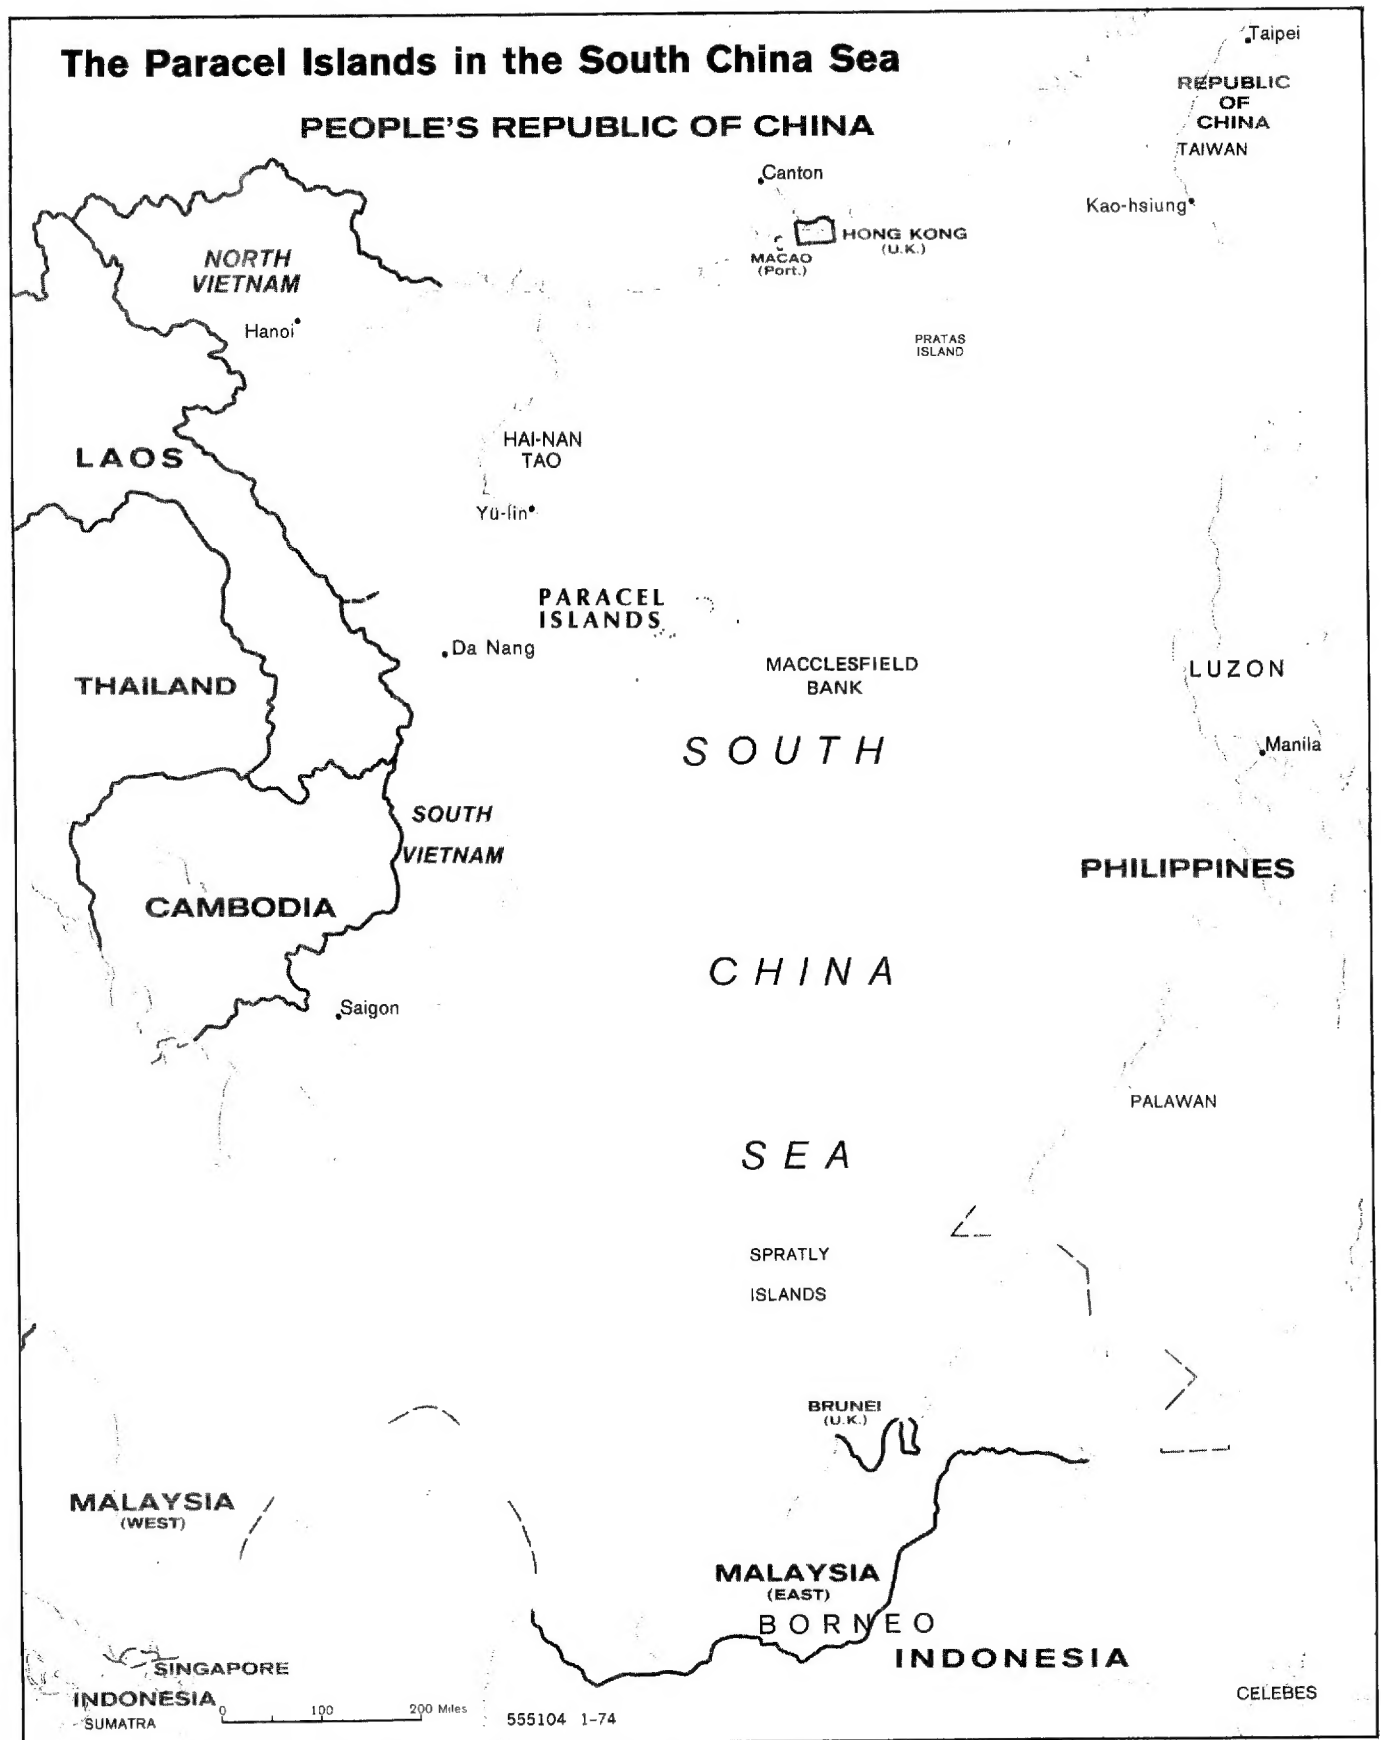 The Paracel Islands in the South China Sea
PEOPLE'S REPUBLIC OF CHINA
Taipei
REPUBLIC
OF
CHINA
TAIWAN
Kao-hsiung
Canton
HONG KONG
(U.K.)
MACAO
(Port.)
NORTH
VIETNAM
Hanoi
PRATAS
ISLAND
HAI-NAN
TAO
LAOS
Yü-lin
PARACEL
ISLANDS
Da Nang
MACCLESFIELD
BANK
THAILAND
LUZON
Manila
SOUTH
SOUTH
VIETNAM
PHILIPPINES
CAMBODIA
CHINA
Saigon
PALAWAN
SEA
SPRATLY
ISLANDS
BRUNEI
(U.K.)
MALAYSIA
(WEST)
MALAYSIA
(EAST)
BORNEO
INDONESIA
SINGAPORE
INDONESIA
SUMATRA
CELEBES
0 100 200 Miles
555104 1-74